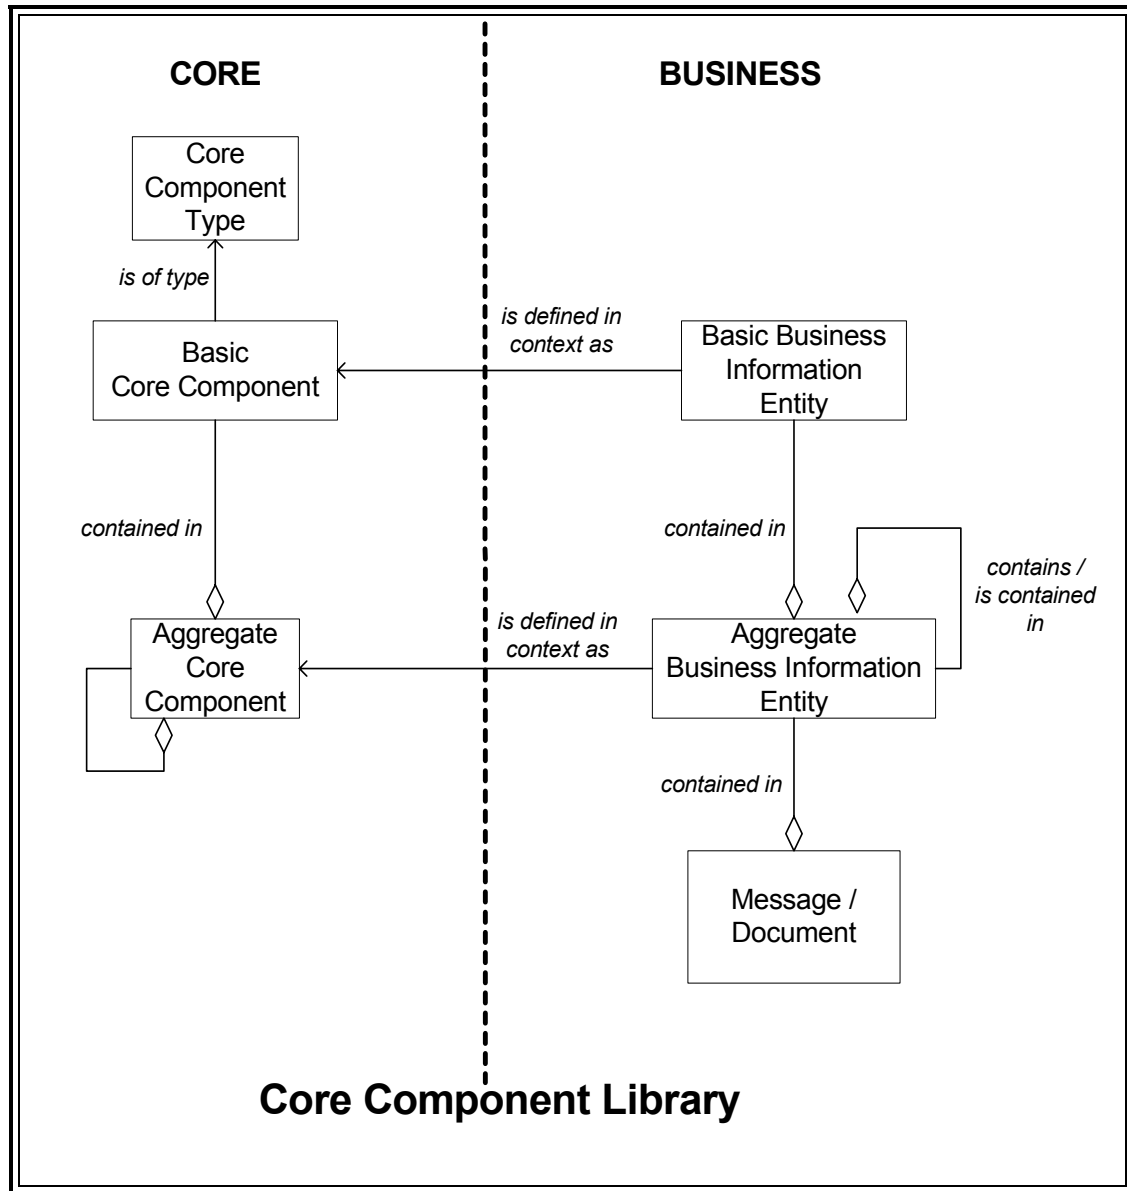 CORE
BUSINESS
Core
Component
Type
is of type
Basic
Core Component
is defined in
context as
Basic Business
Information
Entity
contained in
contained in
contains /
is contained
in
Aggregate
Core
Component
is defined in
context as
Aggregate
Business Information
Entity
contained in
Message /
Document
Core Component Library